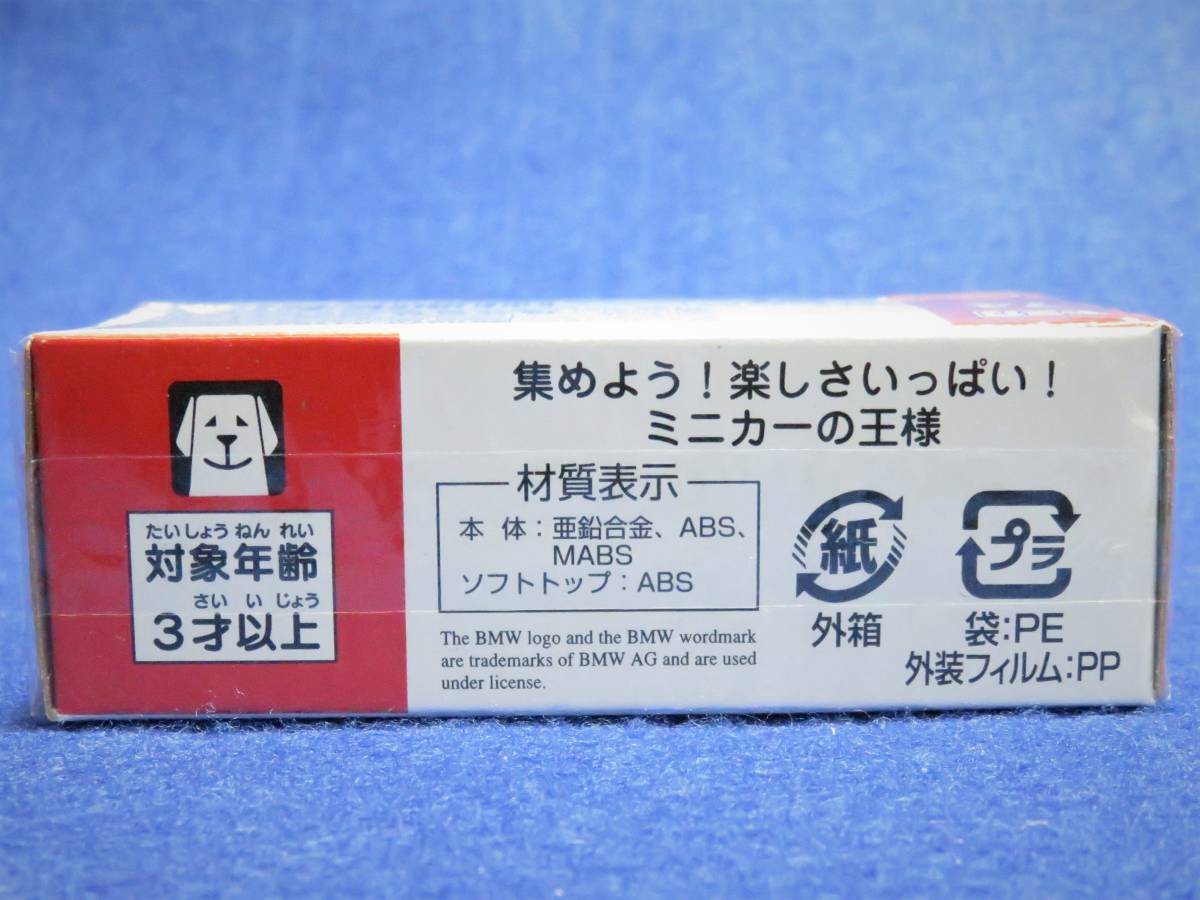 たいしょう ねん れい
対象年齢
さい い じょう
3才以上
集めよう！楽しさいっぱい！
ミニカーの王様
材質表示
本 体：亜鉛合金、ABS、
MABS
ソフトトップ：ABS
The BMW logo and the BMW wordmark
are trademarks of BMW AG and are used
under license.
紙
外箱
プラ
袋：PE
外装フィルム：PP